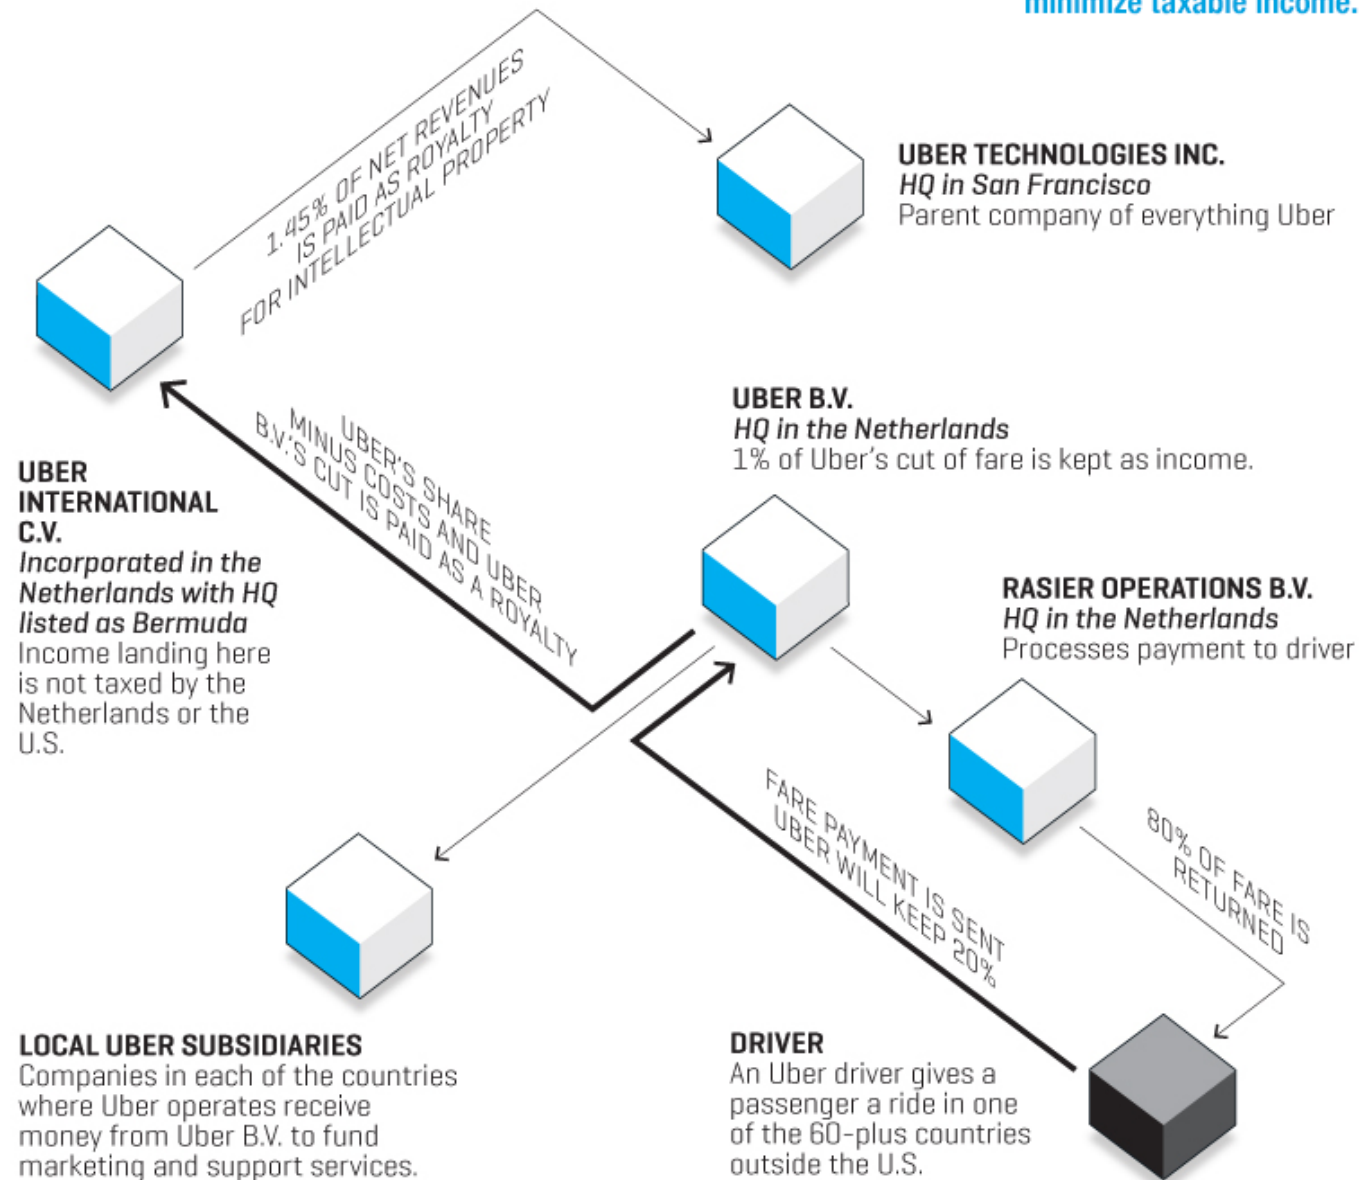 minimize taxable income.
1.45% OF NET REVENUES
IS PAID AS ROYALTY
FOR INTELLECTUAL PROPERTY
UBER TECHNOLOGIES INC.
HQ in San Francisco
Parent company of everything Uber
UBER B.V.
HQ in the Netherlands
1% of Uber's cut of fare is kept as income.
UBER'S SHARE
MINUS COSTS AND UBER
B.V.'S CUT IS PAID AS A ROYALTY
UBER
INTERNATIONAL
C.V.
Incorporated in the
Netherlands with HQ
listed as Bermuda
Income landing here
is not taxed by the
Netherlands or the
U.S.
RASIER OPERATIONS B.V.
HQ in the Netherlands
Processes payment to driver
FARE PAYMENT IS SENT
UBER WILL KEEP 20%
80% OF FARE IS
RETURNED
LOCAL UBER SUBSIDIARIES
Companies in each of the countries
where Uber operates receive
money from Uber B.V. to fund
marketing and support services.
DRIVER
An Uber driver gives a
passenger a ride in one
of the 60-plus countries
outside the U.S.